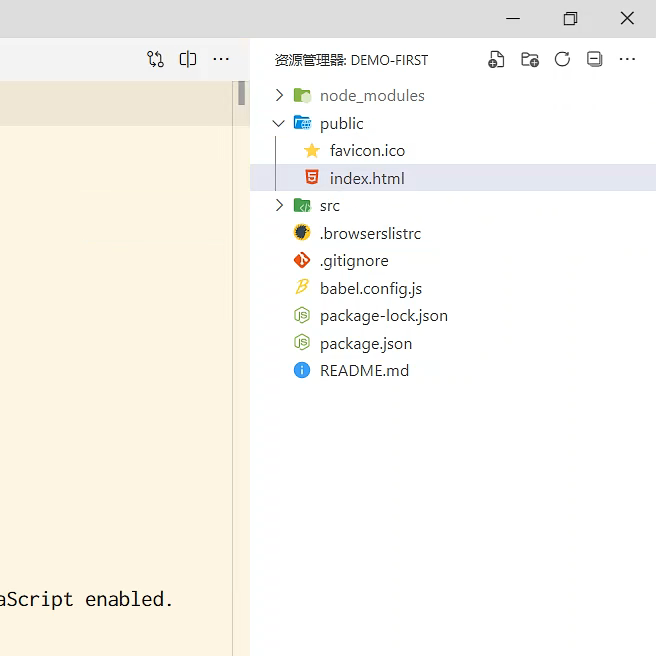 资源管理器: DEMO-FIRST
node_modules
public
favicon.ico
index.html
src
.browserslistrc
.gitignore
babel.config.js
package-lock.json
package.json
README.md
aScript enabled.